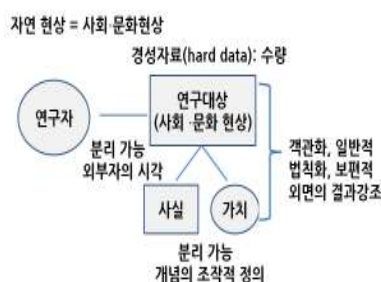 자연 현상 = 사회·문화현상
경성자료(hard data): 수량
연구자
연구대상
(사회 ·문화 현상)
분리 가능
외부자의 시각
객관화, 일반적
법칙화, 보편적
외면의 결과강조
사실
가치
분리 가능
개념의 조작적 정의